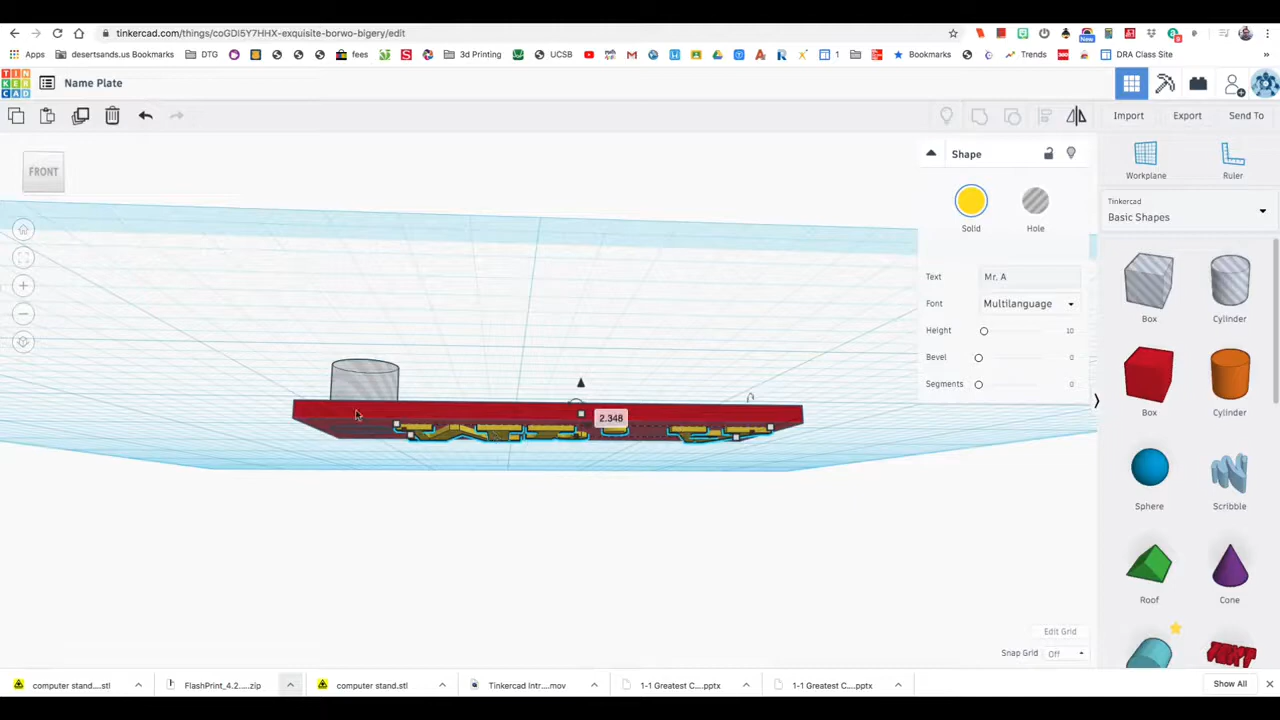 tinkercad.com/things/coGDI5Y7HHX-exquisite-borwo-bigery/edit
Apps desertsands.us Bookmarks DTG fees 3d Printing UCSB 1 Bookmarks Trends DRA Class Site »
TIN
KER
CAD
Name Plate
Import Export Send To
FRONT
Shape
Solid Hole
Text Mr. A
Font Multilanguage
Height 10
Bevel 0
Segments 0
Workplane Ruler
Tinkercad
Basic Shapes
Box Cylinder
Box Cylinder
Sphere Scribble
Roof Cone
TEXT
2.348
Edit Grid
Snap Grid Off
computer stand....stl FlashPrint_4.2.....zip computer stand.stl Tinkercad Intr....mov 1-1 Greatest C....pptx 1-1 Greatest C....pptx Show All